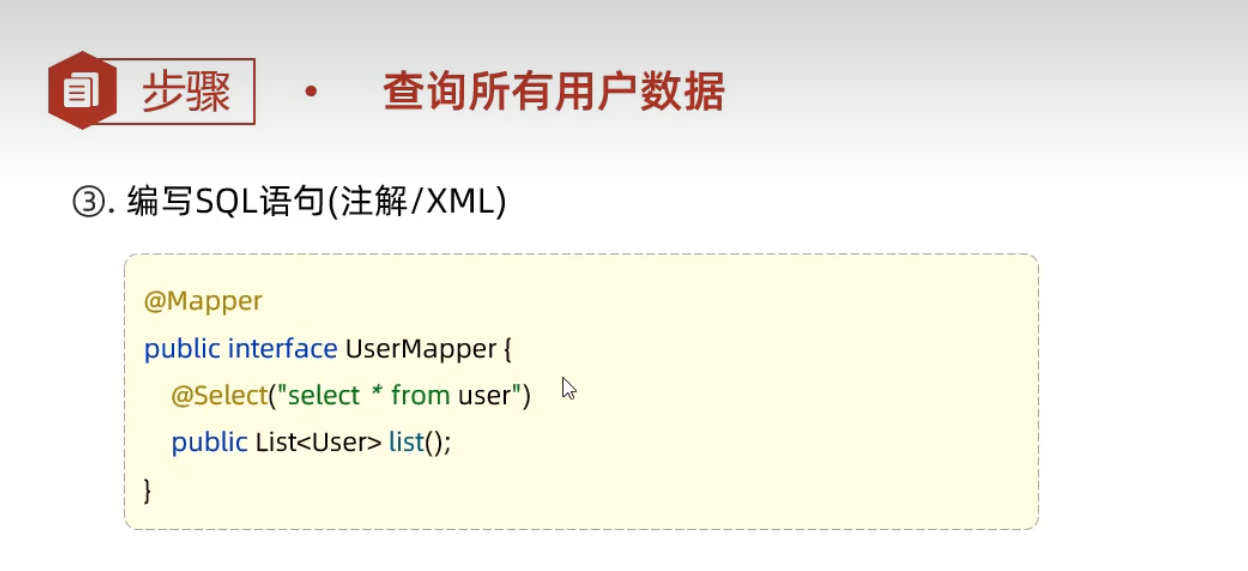 步骤 • 查询所有用户数据
③. 编写SQL语句(注解/XML)
@Mapper
public interface UserMapper {
@Select("select * from user")
public List<User> list();
}